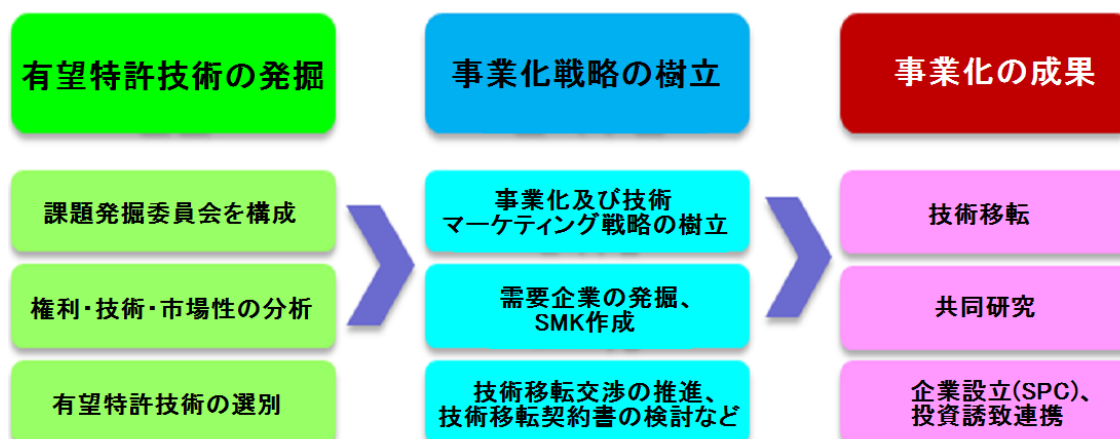 有望特許技術の発掘
課題発掘委員会を構成
権利・技術・市場性の分析
有望特許技術の選別
事業化戦略の樹立
事業化及び技術
マーケティング戦略の樹立
需要企業の発掘、
SMK作成
技術移転交渉の推進、
技術移転契約書の検討など
事業化の成果
技術移転
共同研究
企業設立(SPC)、
投資誘致連携